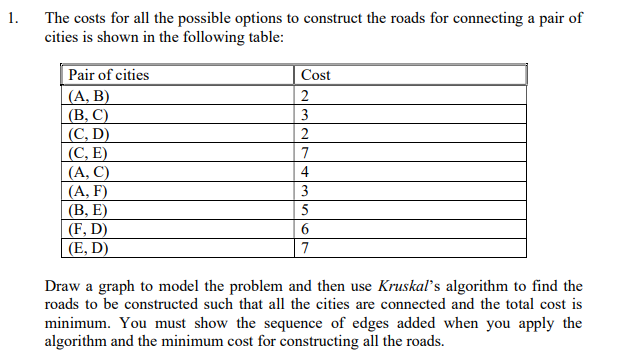 1. The costs for all the possible options to construct the roads for connecting a pair of
cities is shown in the following table:
Pair of cities Cost
(A, B) 2
(B, C) 3
(C, D) 2
(C, E) 7
(A, C) 4
(A, F) 3
(B, E) 5
(F, D) 6
(E, D) 7
Draw a graph to model the problem and then use Kruskal's algorithm to find the
roads to be constructed such that all the cities are connected and the total cost is
minimum. You must show the sequence of edges added when you apply the
algorithm and the minimum cost for constructing all the roads.